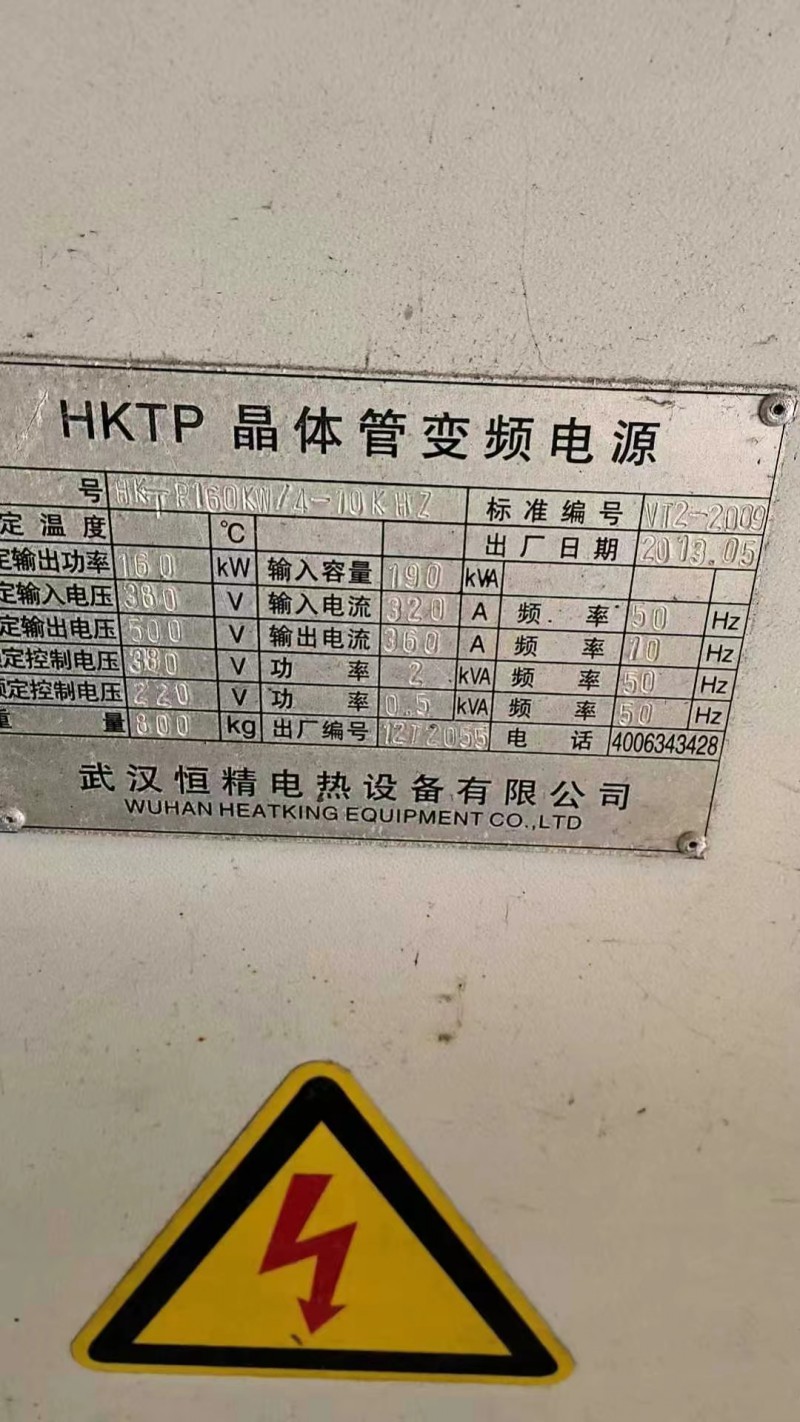 HKTP 晶体管变频电源
号 HKTP160KW/4-10KHZ 标准编号 NT2-2009
定温度 ℃ 出厂日期 2013.05
定输出功率 160 kW 输入容量 190 kVA
定输入电压 380 V 输入电流 320 A 频.率 50 Hz
定输出电压 500 V 输出电流 360 A 频率 10 Hz
额定控制电压 380 V 功率 2 kVA 频率 50 Hz
额定控制电压 220 V 功率 0.5 kVA 频率 50 Hz
重量 800 kg 出厂编号 12T2055 电话 4006343428
武汉恒精电热设备有限公司
WUHAN HEATKING EQUIPMENT CO.,LTD